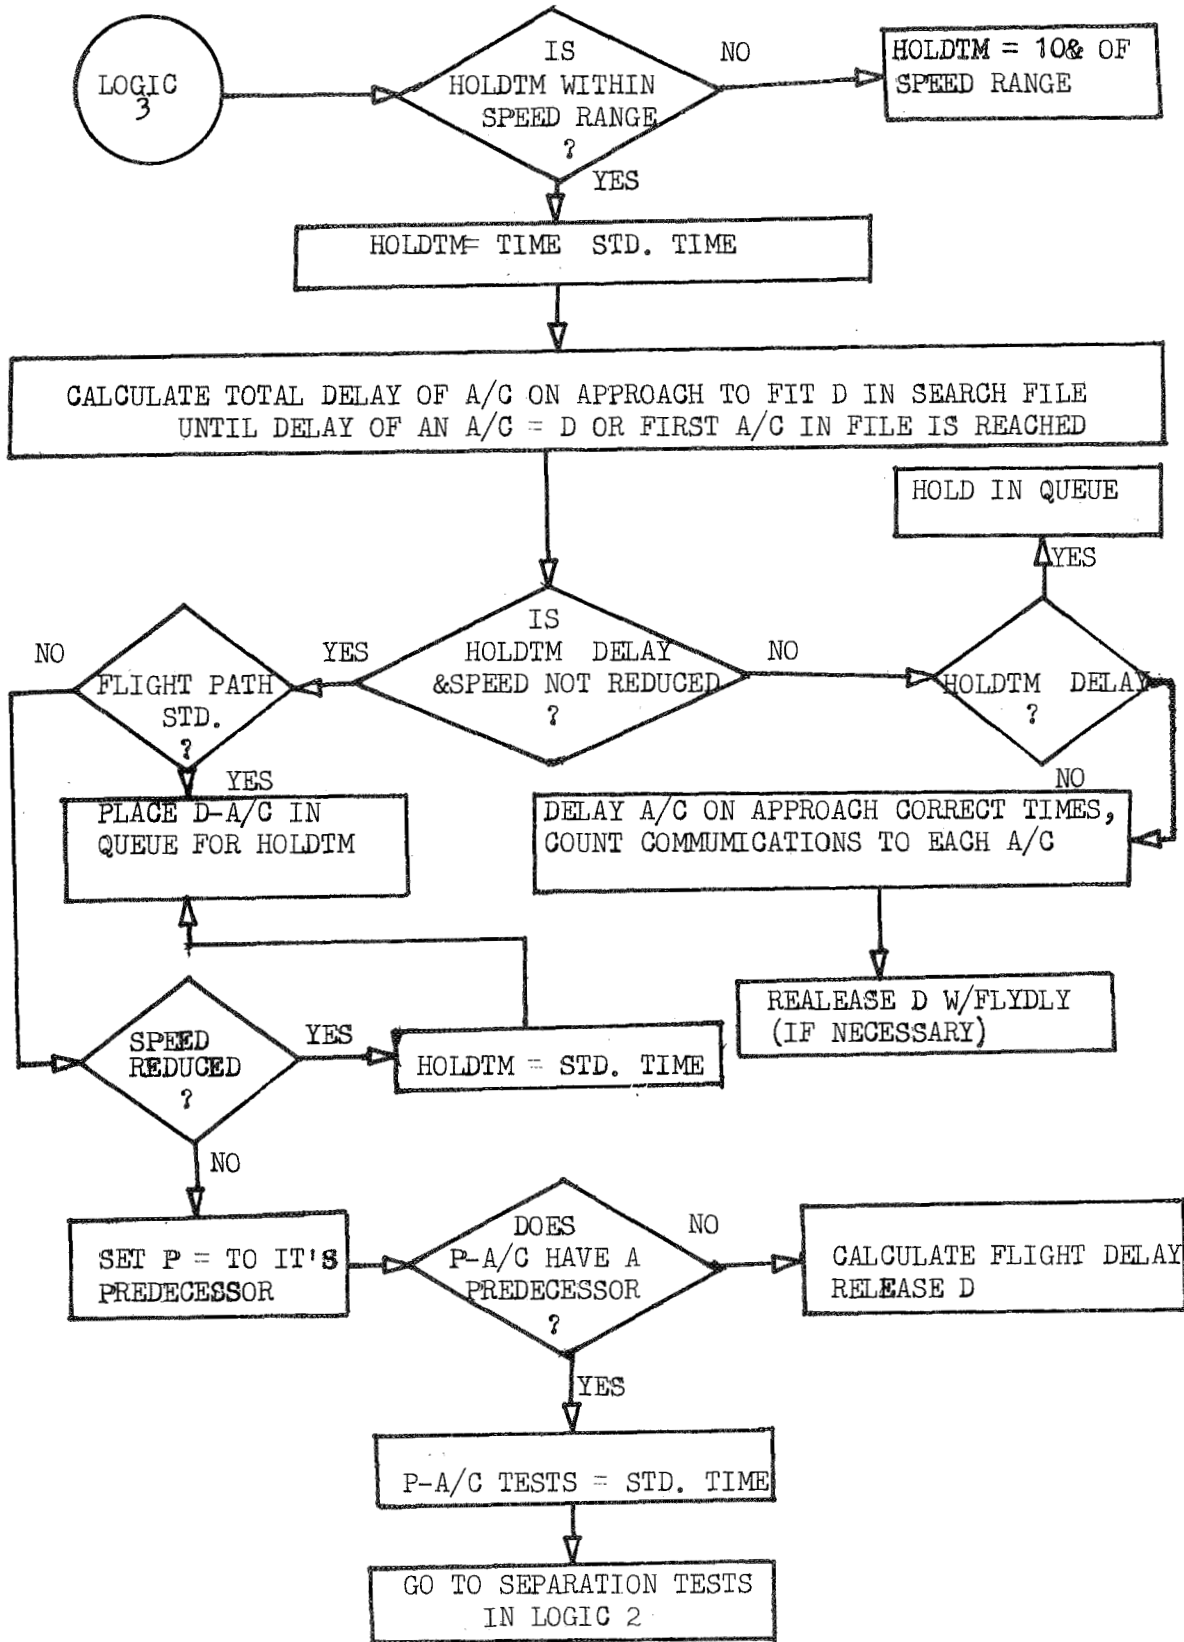 LOGIC
3
IS
HOLDTM WITHIN
SPEED RANGE
?
NO
HOLDTM = 10& OF
SPEED RANGE
YES
HOLDTM= TIME STD. TIME
CALCULATE TOTAL DELAY OF A/C ON APPROACH TO FIT D IN SEARCH FILE
UNTIL DELAY OF AN A/C = D OR FIRST A/C IN FILE IS REACHED
HOLD IN QUEUE
YES
IS
HOLDTM DELAY
&SPEED NOT REDUCED
?
YES
NO
HOLDTM DELAY
?
NO
NO
FLIGHT PATH
STD.
?
YES
PLACE D-A/C IN
QUEUE FOR HOLDTM
DELAY A/C ON APPROACH CORRECT TIMES,
COUNT COMMUMICATIONS TO EACH A/C
REALEASE D W/FLYDLY
(IF NECESSARY)
SPEED
REDUCED
?
YES
HOLDTM = STD. TIME
NO
SET P = TO IT'S
PREDECESSOR
DOES
P-A/C HAVE A
PREDECESSOR
?
NO
CALCULATE FLIGHT DELAY
RELEASE D
YES
P-A/C TESTS = STD. TIME
GO TO SEPARATION TESTS
IN LOGIC 2